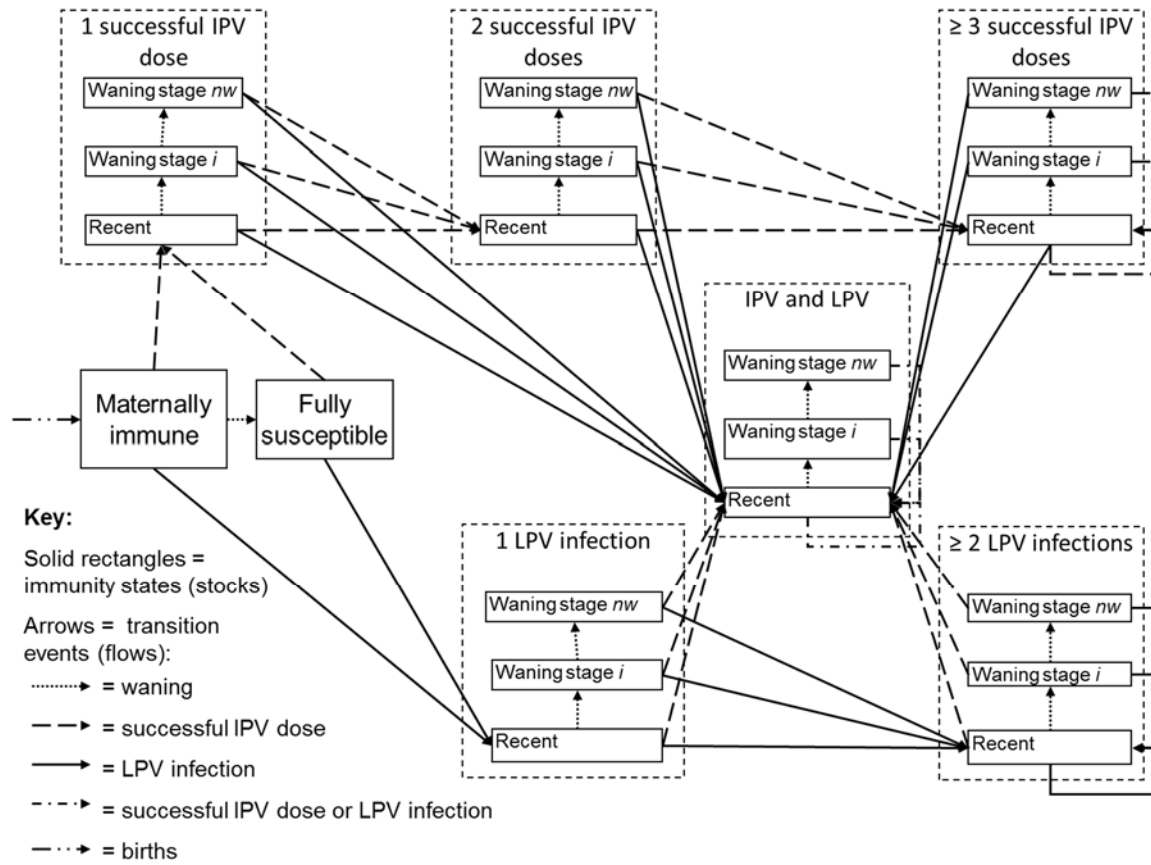 1 successful IPV
dose
Waning stage nw
Waning stage i
Recent
2 successful IPV
doses
Waning stage nw
Waning stage i
Recent
≥ 3 successful IPV
doses
Waning stage nw
Waning stage i
Recent
IPV and LPV
Waning stage nw
Waning stage i
Recent
Maternally
immune
Fully
susceptible
1 LPV infection
Waning stage nw
Waning stage i
Recent
≥ 2 LPV infections
Waning stage nw
Waning stage i
Recent
Key:
Solid rectangles =
immunity states (stocks)
Arrows = transition
events (flows):
= waning
= successful IPV dose
= LPV infection
= successful IPV dose or LPV infection
= births